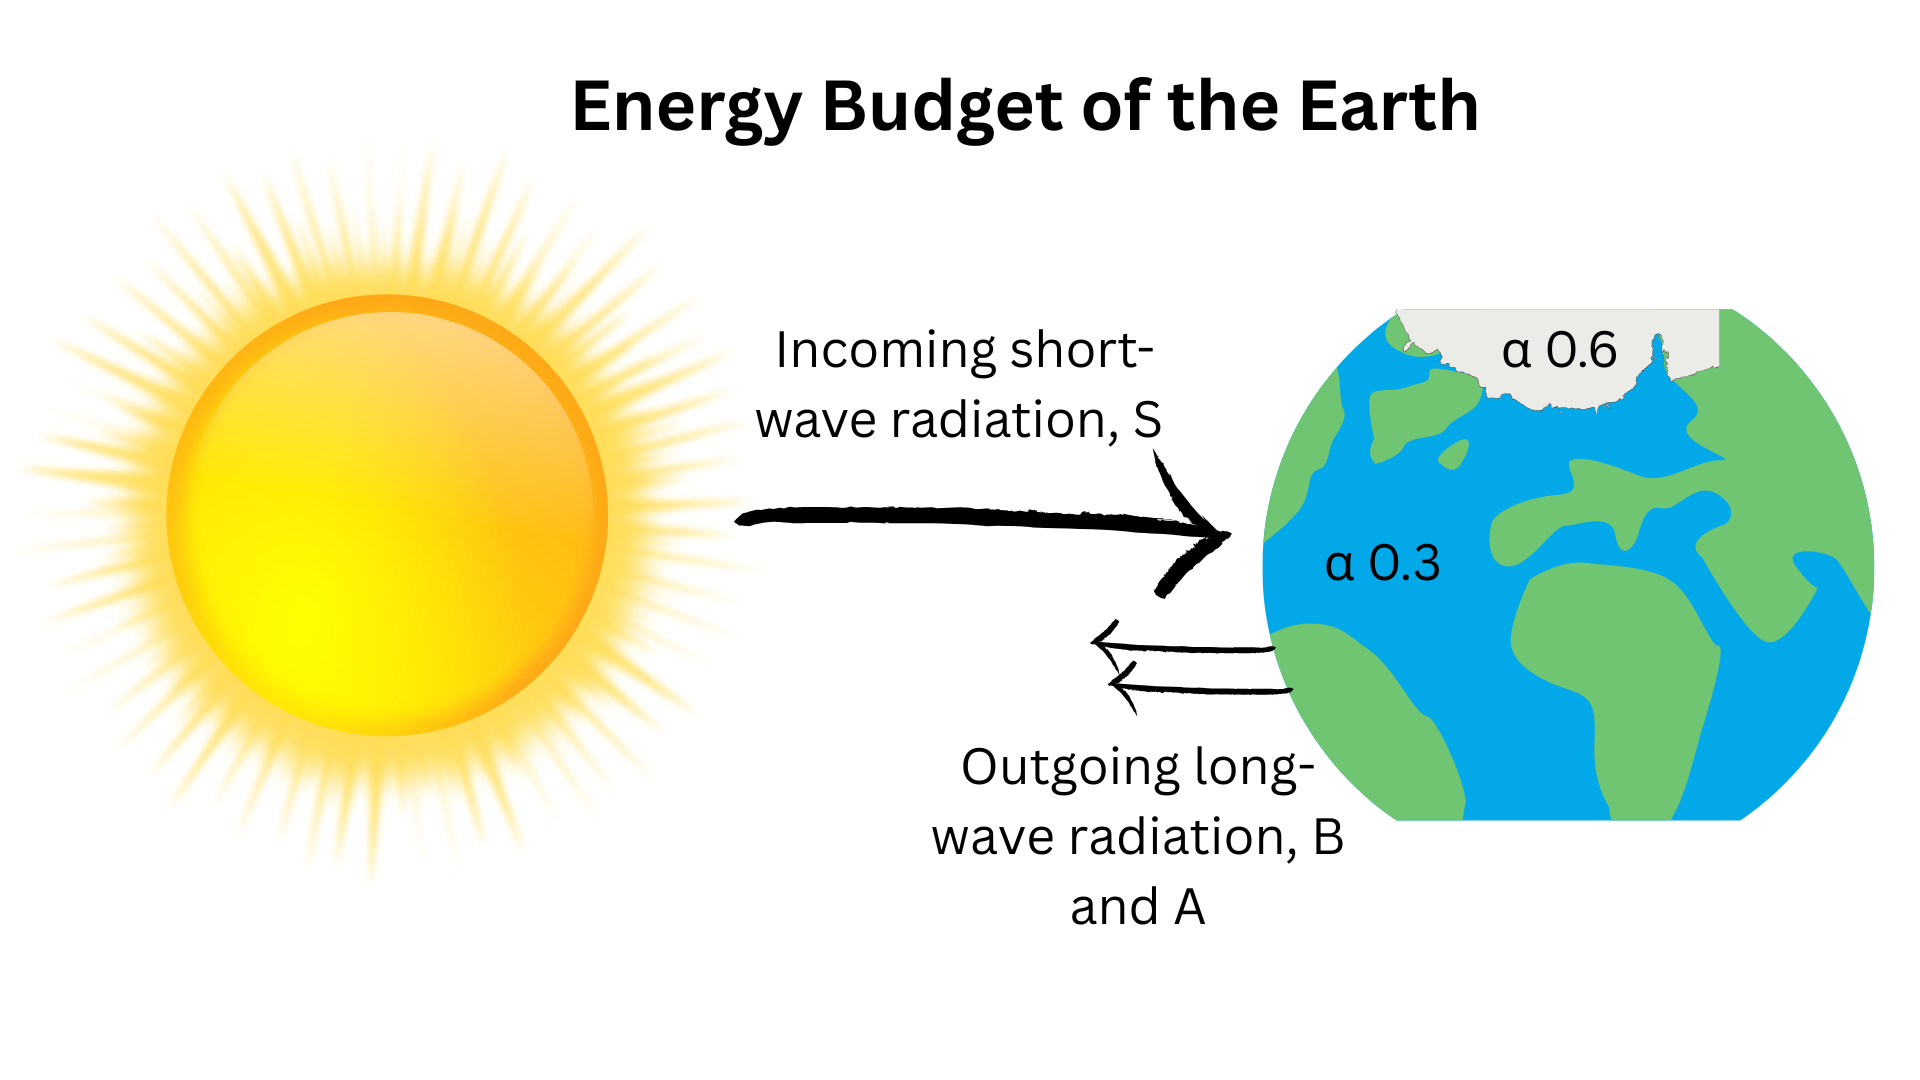 Energy Budget of the Earth
Incoming short-
wave radiation, S
α 0.6
α 0.3
Outgoing long-
wave radiation, B
and A